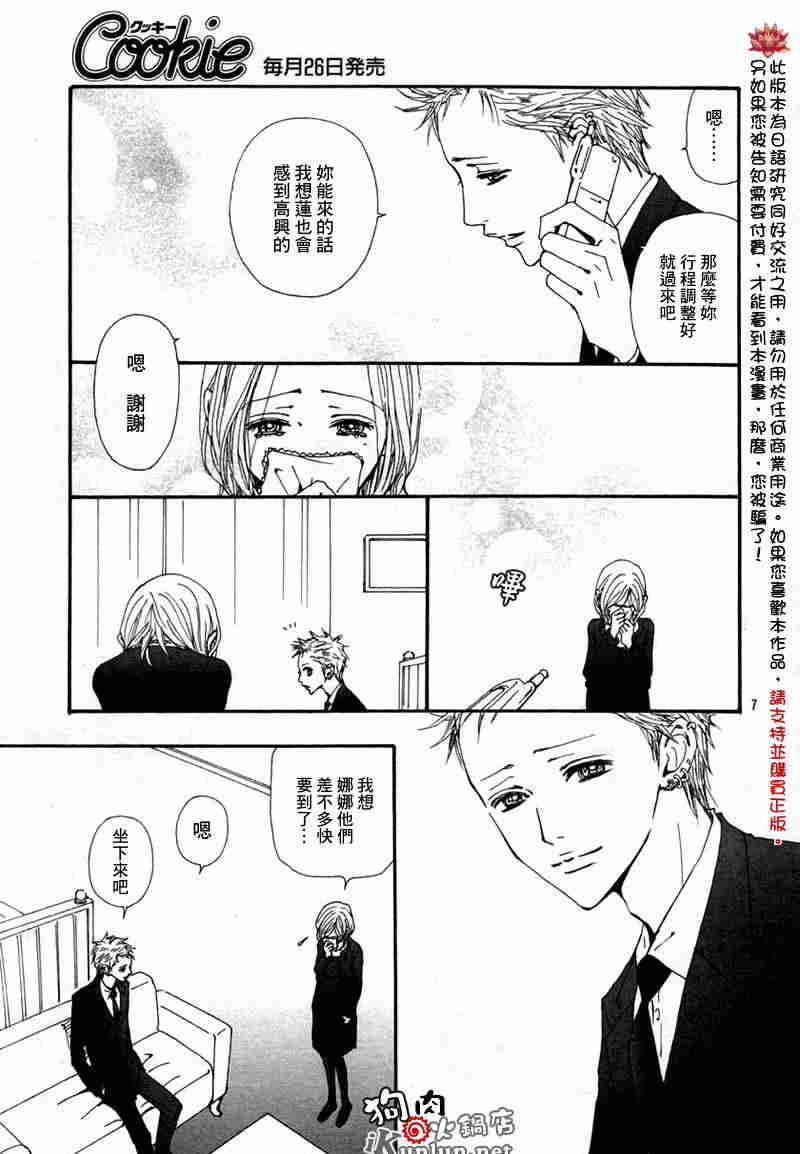 クッキー
Cookie
毎月26日発売
嗯……
那麼等妳
行程調整好
就過來吧
妳能來的話
我想蓮也會
感到高興的
嗯 謝謝
嗶
7
我想
娜娜他們
差不多快
要到了…
嗯
坐下來吧
此版本為日語研究同好交流之用，請勿用於任何商業用途。如果您喜歡本作品，請支持並購買正版。
另如果您被告知需要付費，才能看到本漫畫，那麼，您被騙了！
狗肉火鍋店
iKunlun.net